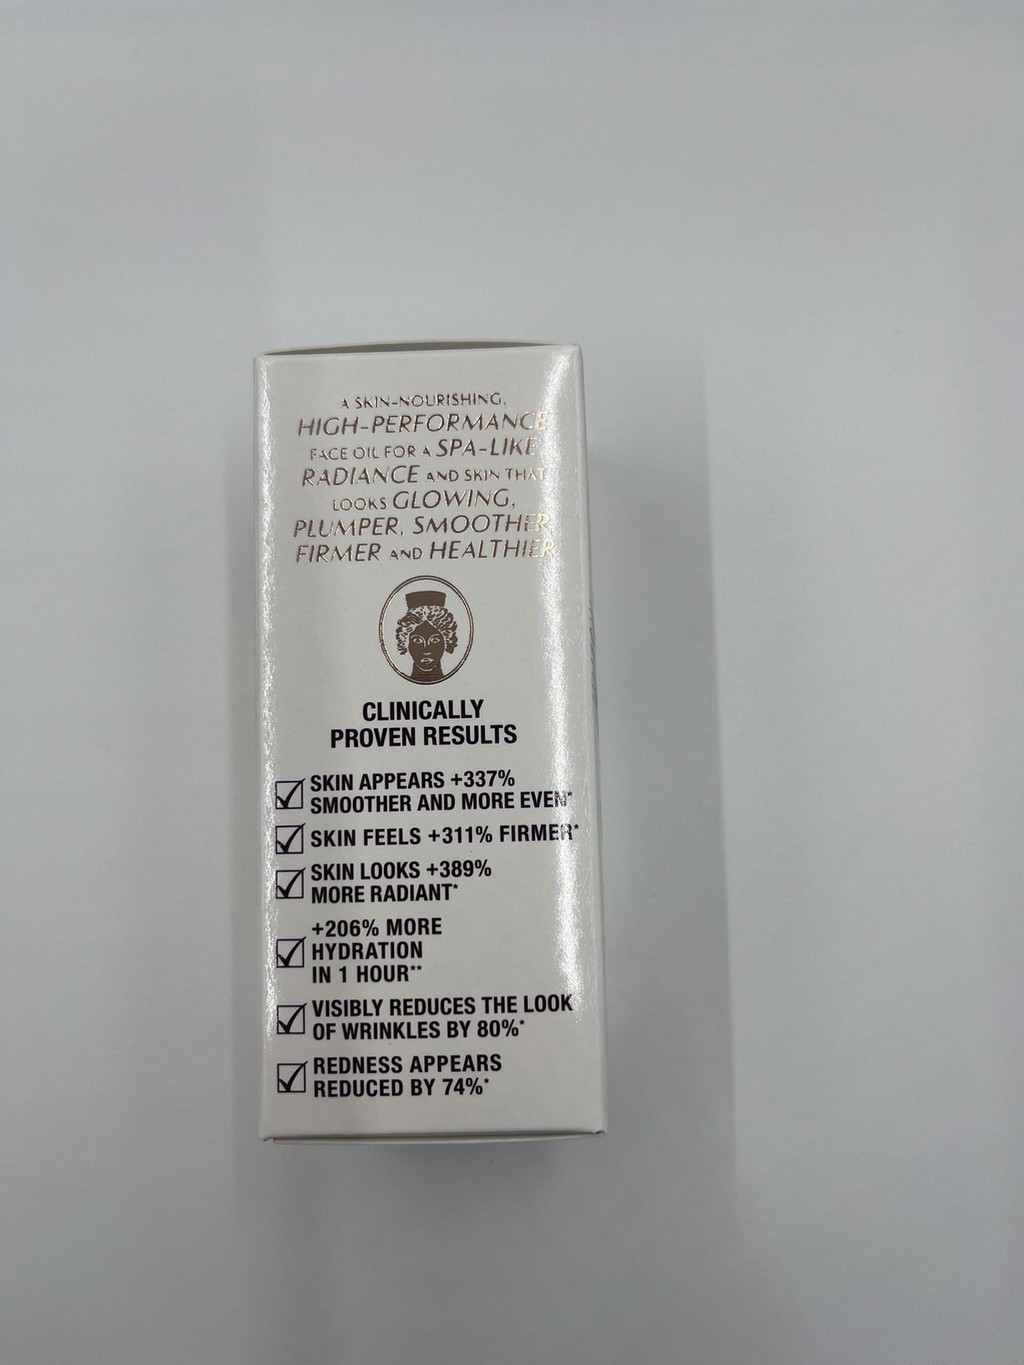 A SKIN-NOURISHING,
HIGH-PERFORMANCE
FACE OIL FOR A SPA-LIKE
RADIANCE AND SKIN THAT
LOOKS GLOWING,
PLUMPER, SMOOTHER,
FIRMER AND HEALTHIER
CLINICALLY
PROVEN RESULTS
SKIN APPEARS +337%
SMOOTHER AND MORE EVEN*
SKIN FEELS +311% FIRMER*
SKIN LOOKS +389%
MORE RADIANT*
+206% MORE
HYDRATION
IN 1 HOUR**
VISIBLY REDUCES THE LOOK
OF WRINKLES BY 80%*
REDNESS APPEARS
REDUCED BY 74%*